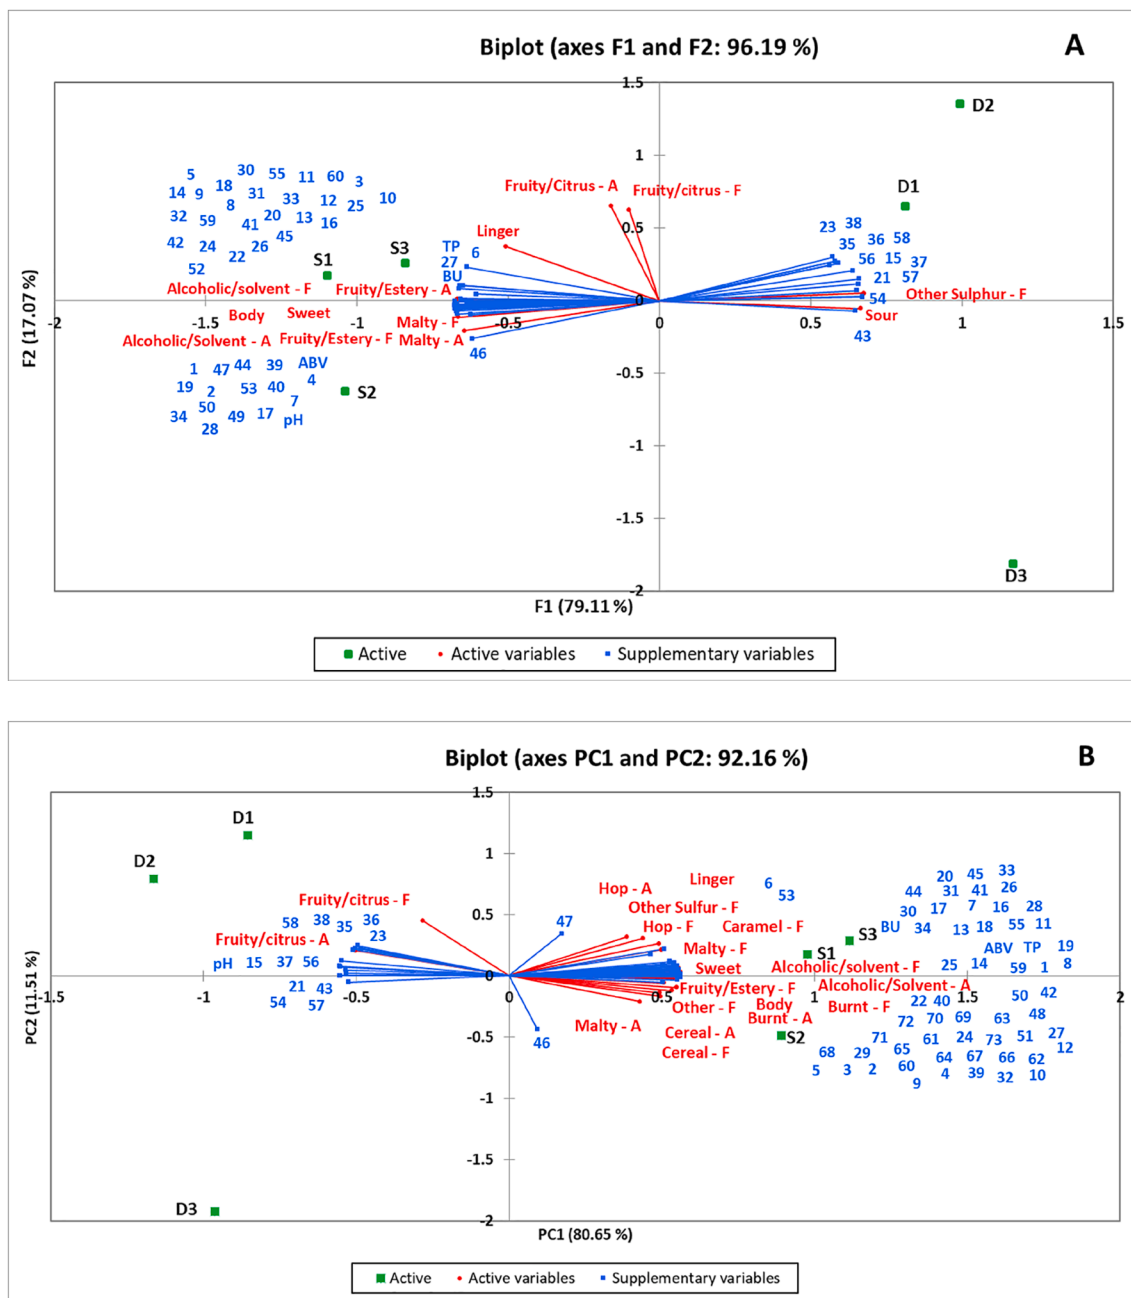 Biplot (axes F1 and F2: 96.19 %)
A
1.5
D2
1
5 30 55 11 60 3
14 9 18 31 33 12 25 10
8
32 59 41 20 13 16
42 24 22 26 45
52
Fruity/Citrus - A Fruity/citrus - F
D1
0.5
23 38
35 36 58
56 15 37
21 57
54
Linger
TP 6
27
BU
S1 S3
Alcoholic/solvent - F Fruity/Estery - A
0
Other Sulphur - F
Body Sweet Malty - F
Sour
-2 -1.5 -1 -0.5 0 0.5 1 1.5
Alcoholic/Solvent - A Fruity/Estery - F Malty - A
43
46
1 47 44 39 ABV
19 2 53 40 4
50 7
34 49 17 pH
28
S2
-0.5
-1
-1.5
D3
-2
F2 (17.07 %)
F1 (79.11 %)
Active Active variables Supplementary variables
Biplot (axes PC1 and PC2: 92.16 %)
B
1.5
D1
D2
1
Fruity/citrus - F
58 38 35 36
23
Fruity/citrus - A
pH 15 37 56
21 43
54 57
0.5
47
Hop - A Linger 6
53
Other Sulfur - F
Hop - F Caramel - F
Malty - F
Sweet Alcoholic/solvent - F
Fruity/Estery - F Alcoholic/Solvent - A
Other - F Body Burnt - F
Malty - A Burnt - A
Cereal - A
Cereal - F
S1 S3
S2
20 45 33
44 31 41 26
30 17 7 16 28
BU 34 13 18 55 11
ABV TP 19
25 14 59 1 8
22 40 50 42
72 70 69 63 48
71 61 24 73 51 27
68 29 65 64 67 66 62 12
5 3 2 60 4 39 32 10
9
-1.5 -1 -0.5 0 0.5 1 1.5 2
0
46
-0.5
-1
-1.5
D3
-2
PC2 (11.51 %)
PC1 (80.65 %)
Active Active variables Supplementary variables